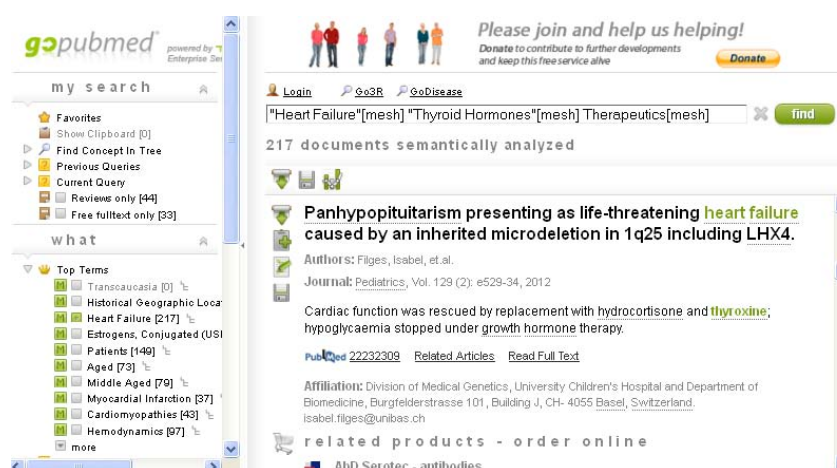 gopubmed
powered by
Enterprise Se
Please join and help us helping!
Donate to contribute to further developments
and keep this free service alive
Donate
my search
Login Go3R GoDisease
"Heart Failure"[mesh] "Thyroid Hormones"[mesh] Therapeutics[mesh]
find
217 documents semantically analyzed
Favorites
Show Clipboard [0]
Find Concept In Tree
Previous Queries
Current Query
Reviews only [44]
Free fulltext only [33]
what
Top Terms
Transcaucasia [0]
Historical Geographic Locat
Heart Failure [217]
Estrogens, Conjugated (USI
Patients [149]
Aged [73]
Middle Aged [79]
Myocardial Infarction [37]
Cardiomyopathies [43]
Hemodynamics [97]
more
Panhypopituitarism presenting as life-threatening heart failure
caused by an inherited microdeletion in 1q25 including LHX4.
Authors: Filges, Isabel, et.al.
Journal: Pediatrics, Vol. 129 (2): e529-34, 2012
Cardiac function was rescued by replacement with hydrocortisone and thyroxine;
hypoglycaemia stopped under growth hormone therapy.
PubMed 22232309 Related Articles Read Full Text
Affiliation: Division of Medical Genetics, University Children's Hospital and Department of
Biomedicine, Burgfelderstrasse 101, Building J, CH- 4055 Basel, Switzerland.
isabel.filges@unibas.ch
related products - order online
AbD Serotec - antibodies